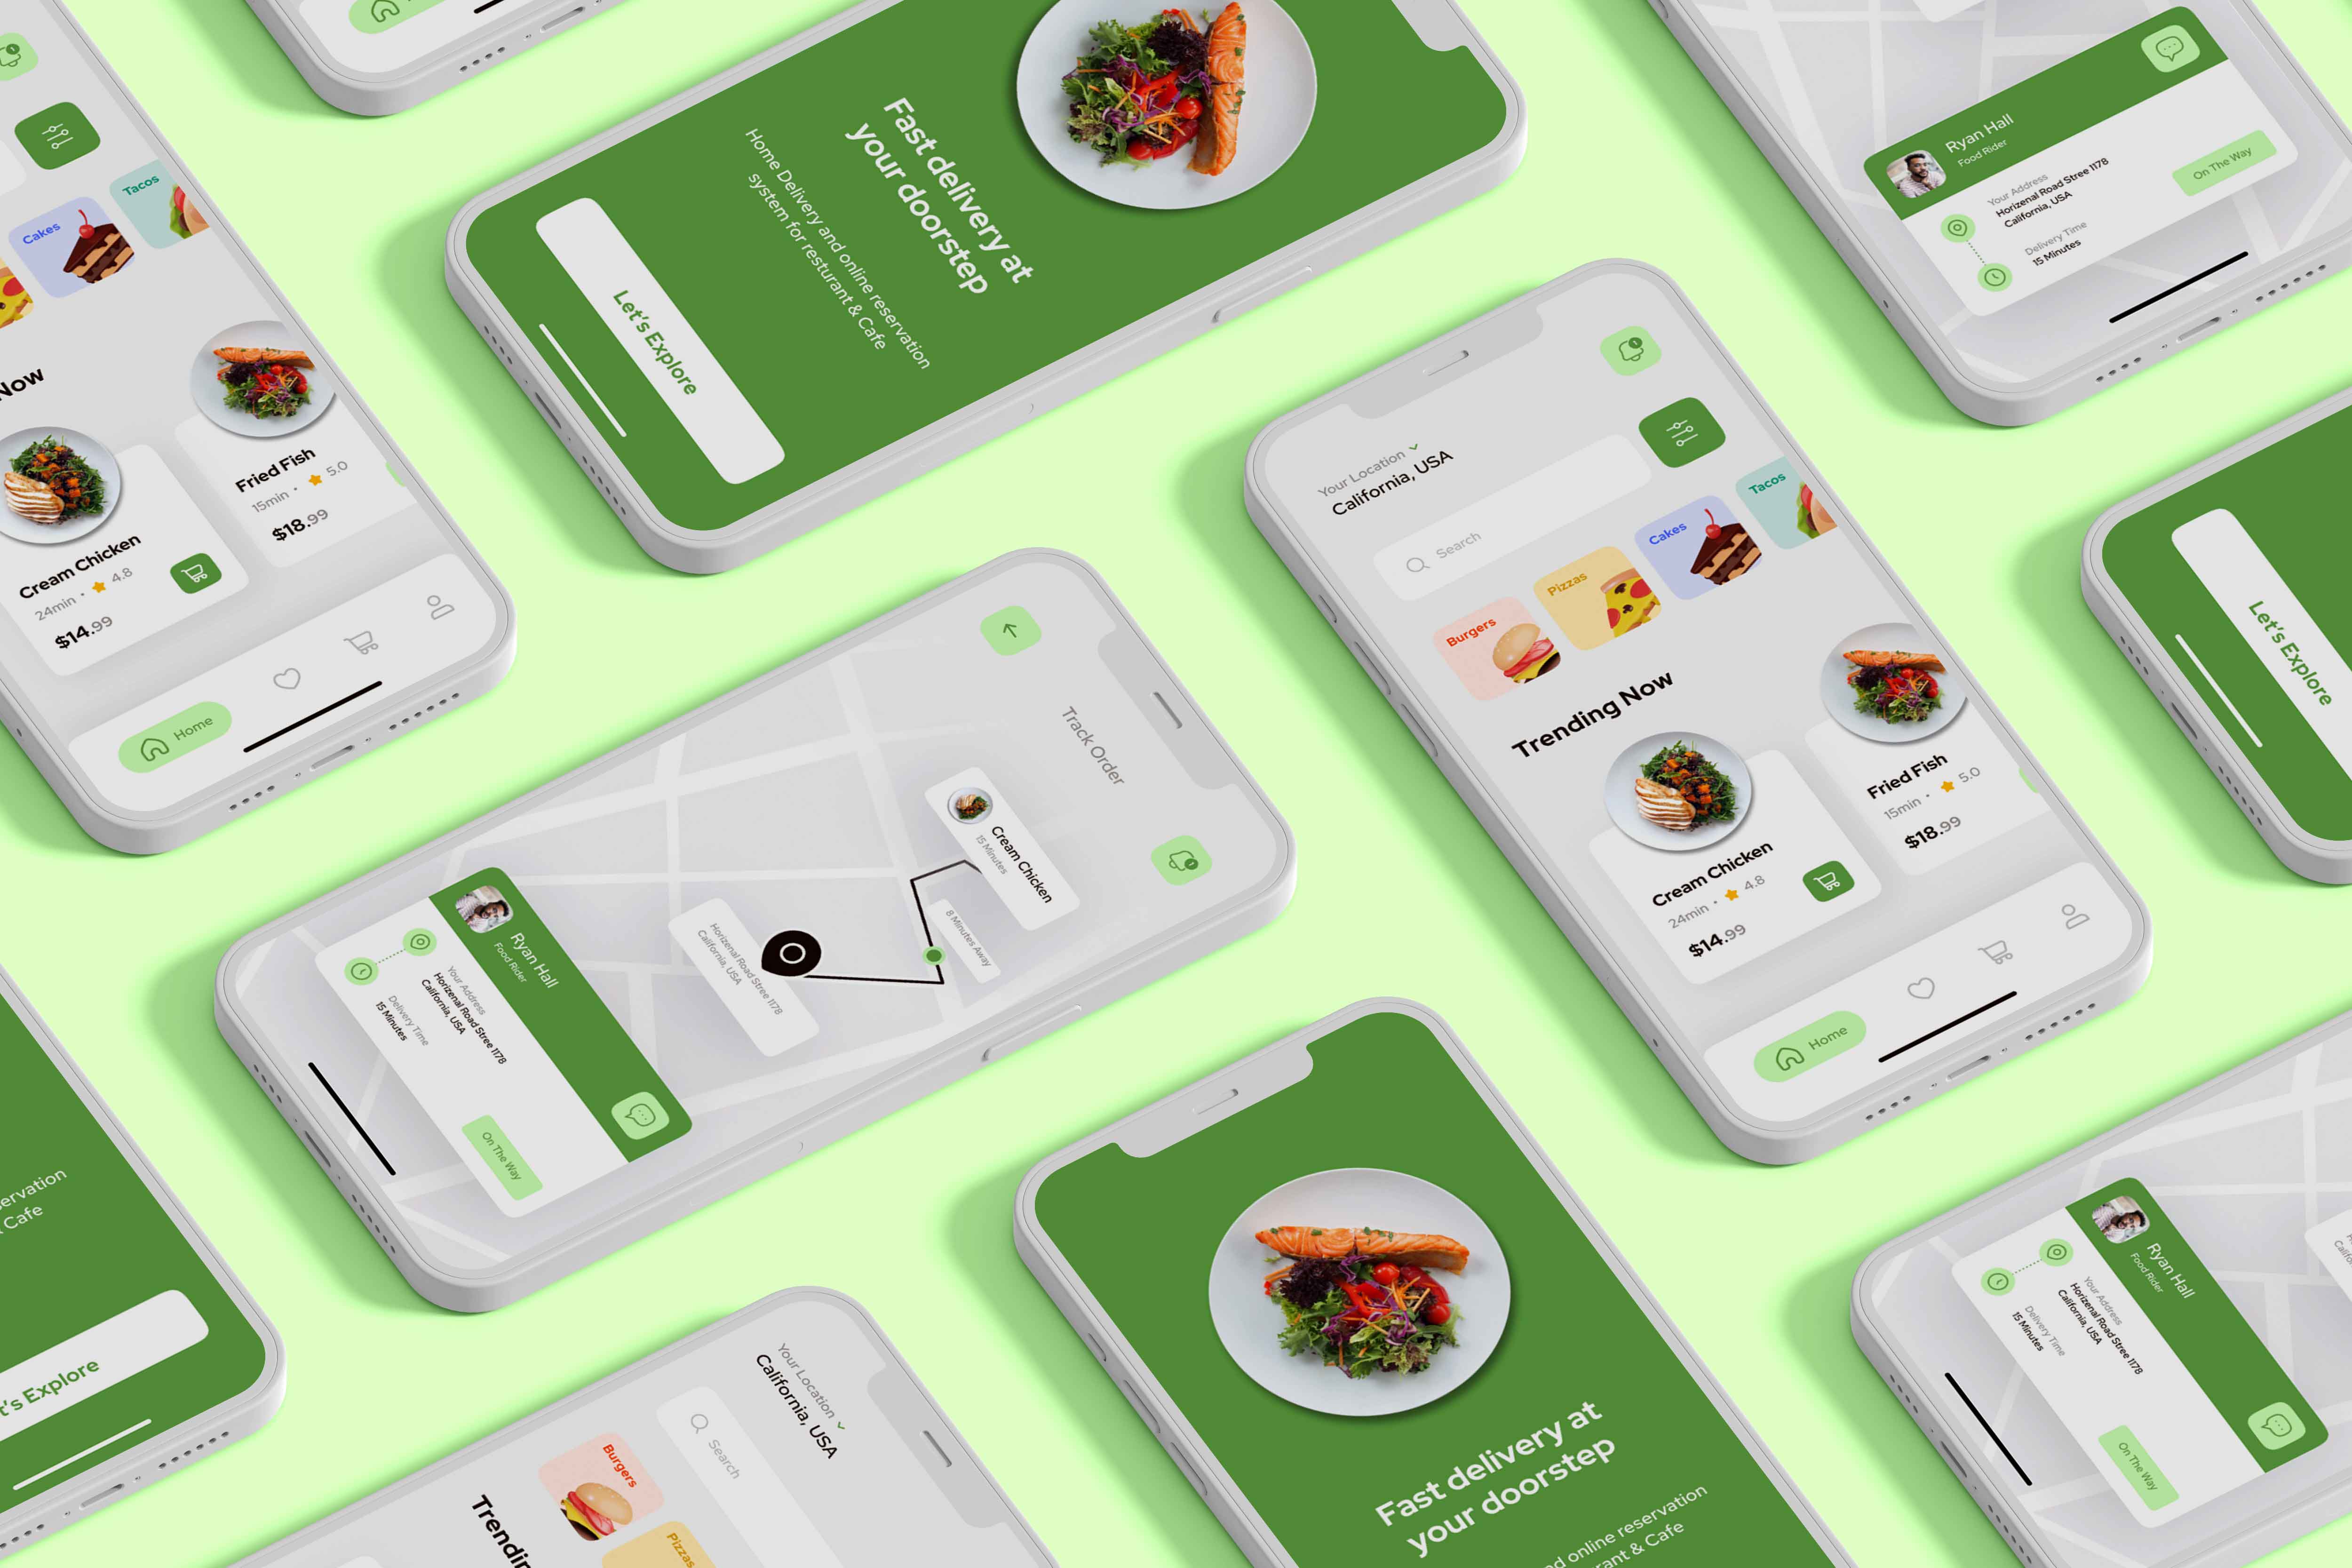 Tacos
Cakes
Now
Fried Fish
15min • 5.0
$18.99
Cream Chicken
24min • 4.8
$14.99
Home
Fast delivery at
your doorstep
Home Delivery and online reservation
system for resturant & Cafe
Let's Explore
Ryan Hall
Food Rider
Your Address
Horizenal Road Stree 1178
California, USA
Delivery Time
15 Minutes
On The Way
Your Location
California, USA
Search
Burgers
Pizzas
Cakes
Tacos
Trending Now
Cream Chicken
24min • 4.8
$14.99
Fried Fish
15min • 5.0
$18.99
Home
Let's Explore
Track Order
Cream Chicken
15 Minutes
8 Minutes Away
Horizenal Road Stree 1178
California, USA
Ryan Hall
Food Rider
Your Address
Horizenal Road Stree 1178
California, USA
Delivery Time
15 Minutes
On The Way
ervation
Cafe
t's Explore
Your Location
California, USA
Search
Burgers
Pizzas
Trendin
Fast delivery at
your doorstep
nd online reservation
rant & Cafe
Ryan Hall
Food Rider
Your Address
Horizenal Road Stree 1178
California, USA
Delivery Time
15 Minutes
On The Way